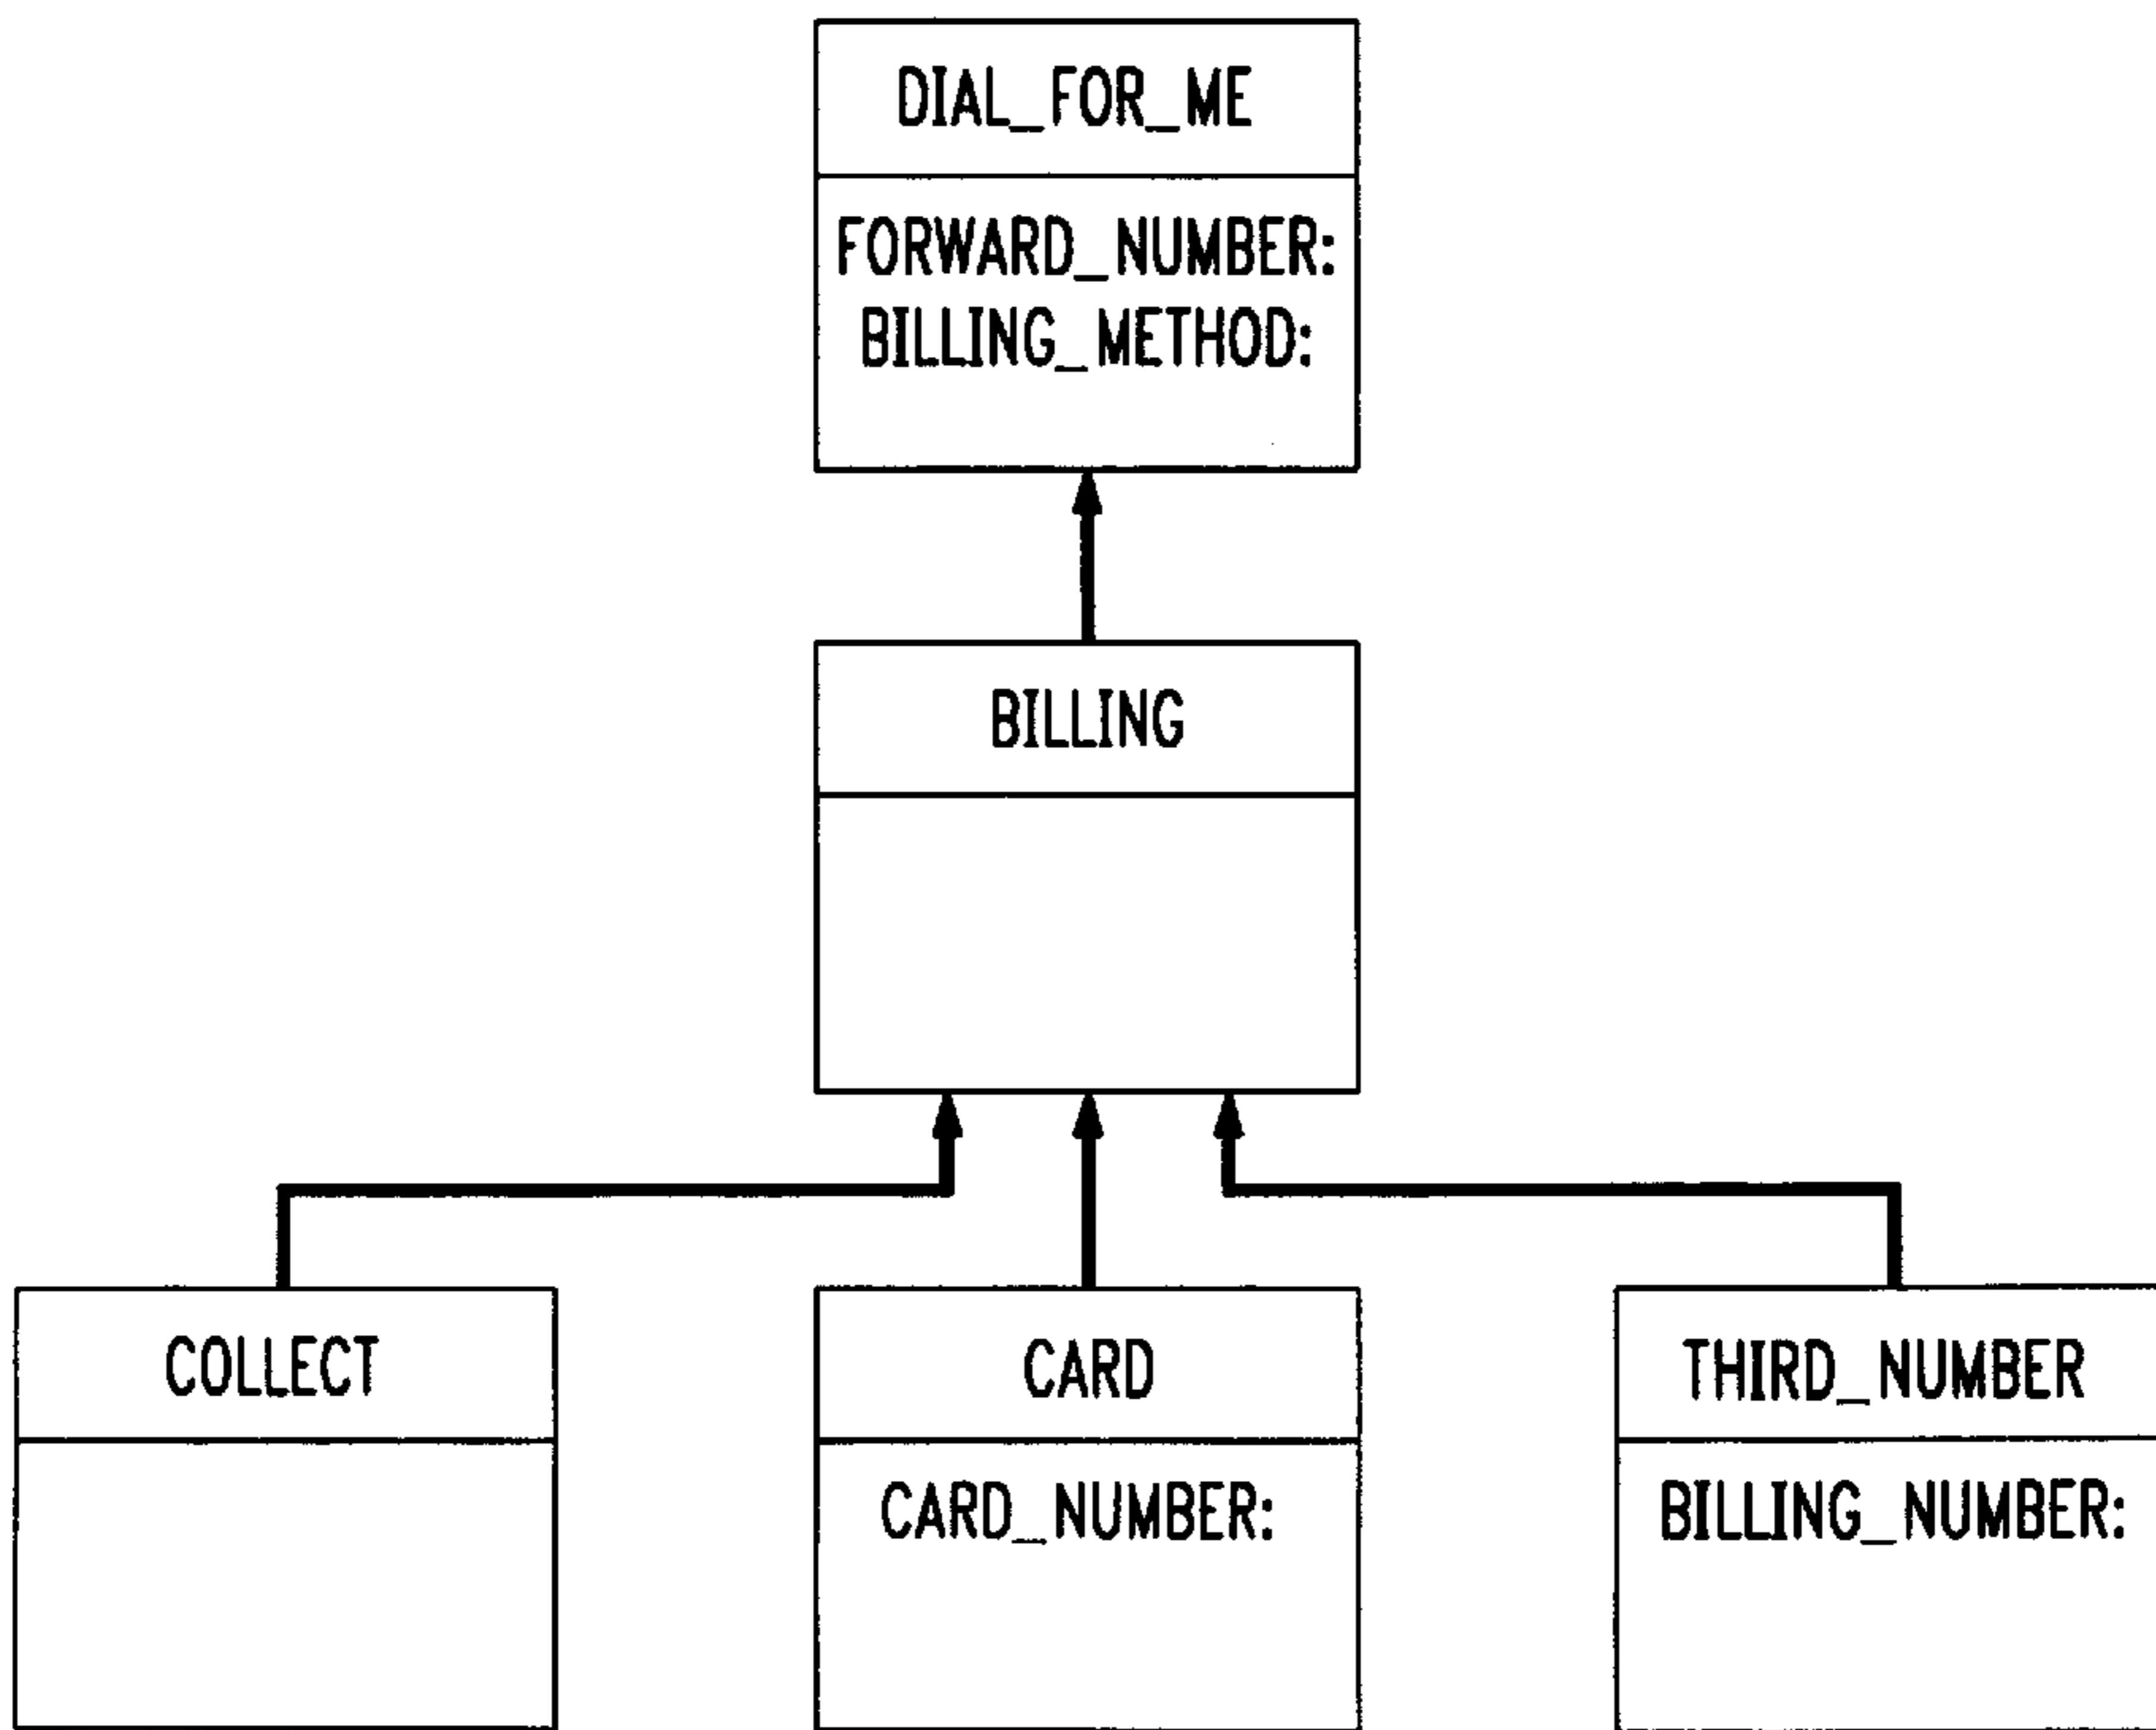 DIAL_FOR_ME
FORWARD_NUMBER:
BILLING_METHOD:
BILLING
COLLECT
CARD
THIRD_NUMBER
CARD_NUMBER:
BILLING_NUMBER: